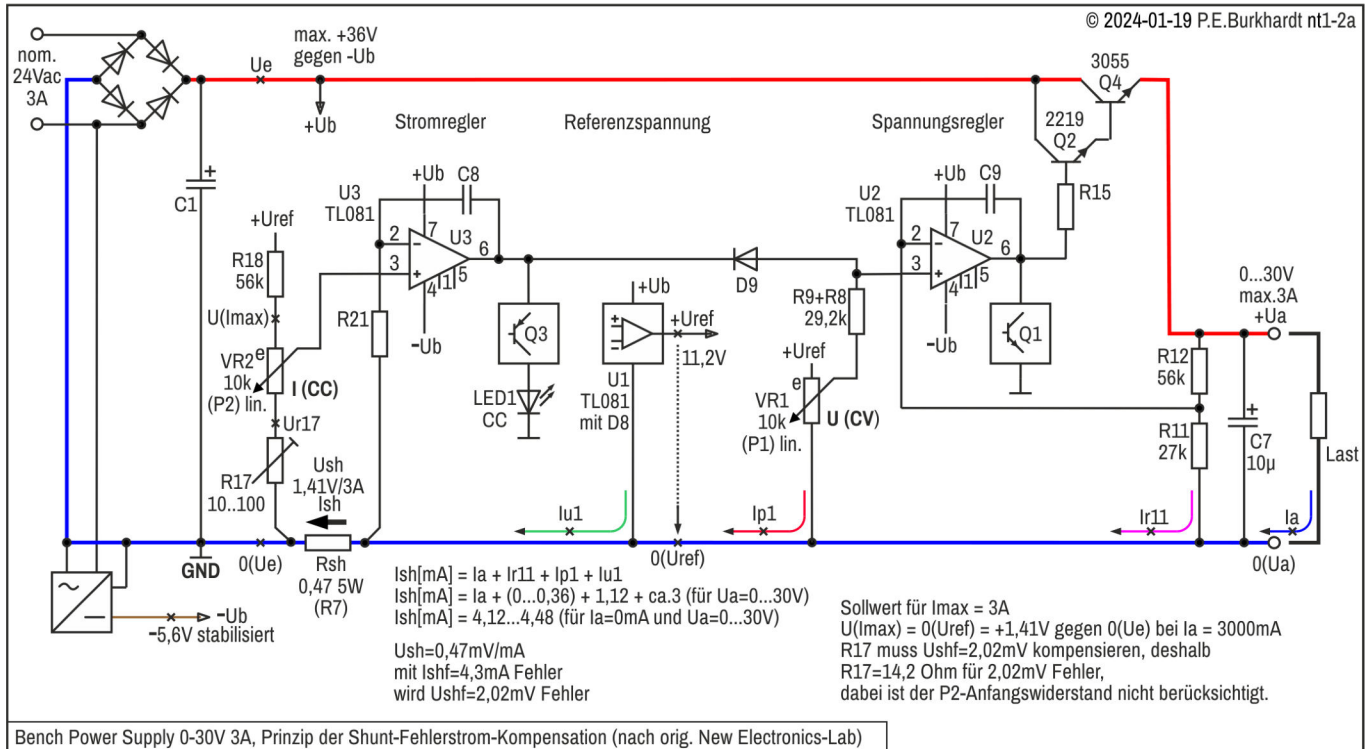 © 2024-01-19 P.E.Burkhardt nt1-2a
nom.
24Vac
3A
Ue
max. +36V
gegen -Ub
+Ub
Stromregler
Referenzspannung
Spannungsregler
3055
Q4
2219
Q2
R15
C1
+
+Uref
R18
56k
U(Imax)
VR2
10k
(P2) lin.
e
I (CC)
Ur17
R17
10..100
R21
U3
TL081
+Ub
C8
2
3
7
U3
6
4
1
5
-Ub
Q3
LED1
CC
+Ub
+Uref
11,2V
U1
TL081
mit D8
D9
R9+R8
29,2k
+Uref
e
VR1
10k
(P1) lin.
U (CV)
U2
TL081
+Ub
C9
2
3
7
U2
6
4
1
5
-Ub
Q1
0...30V
max.3A
+Ua
R12
56k
R11
27k
+
C7
10µ
Last
Ush
1,41V/3A
Ish
Iu1
Ip1
Ir11
Ia
GND
0(Ue)
Rsh
0,47 5W
(R7)
0(Uref)
0(Ua)
-Ub
-5,6V stabilisiert
Ish[mA] = Ia + Ir11 + Ip1 + Iu1
Ish[mA] = Ia + (0...0,36) + 1,12 + ca.3 (für Ua=0...30V)
Ish[mA] = 4,12...4,48 (für Ia=0mA und Ua=0...30V)
Ush=0,47mV/mA
mit Ishf=4,3mA Fehler
wird Ushf=2,02mV Fehler
Sollwert für Imax = 3A
U(Imax) = 0(Uref) = +1,41V gegen 0(Ue) bei Ia = 3000mA
R17 muss Ushf=2,02mV kompensieren, deshalb
R17=14,2 Ohm für 2,02mV Fehler,
dabei ist der P2-Anfangswiderstand nicht berücksichtigt.
Bench Power Supply 0-30V 3A, Prinzip der Shunt-Fehlerstrom-Kompensation (nach orig. New Electronics-Lab)